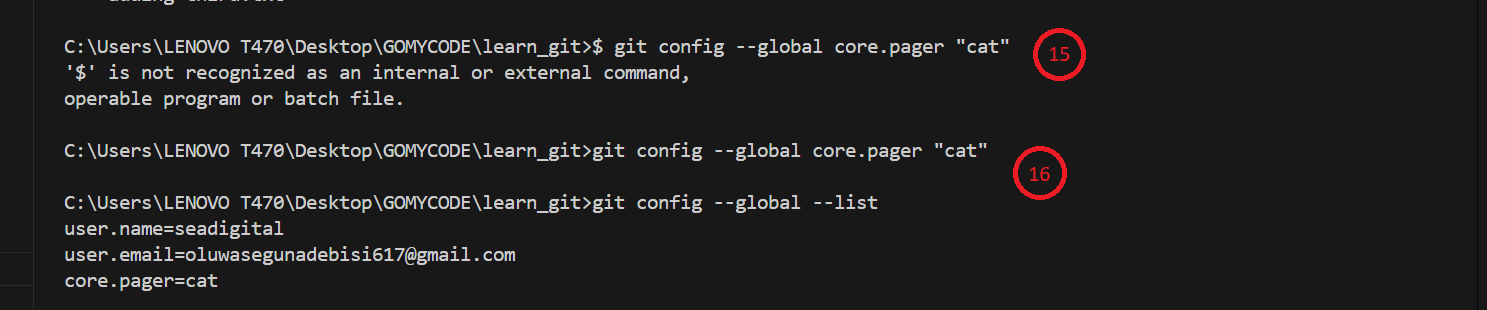 C:\Users\LENOVO T470\Desktop\GOMYCODE\learn_git>$ git config --global core.pager "cat"
15
'$' is not recognized as an internal or external command,
operable program or batch file.
C:\Users\LENOVO T470\Desktop\GOMYCODE\learn_git>git config --global core.pager "cat"
16
C:\Users\LENOVO T470\Desktop\GOMYCODE\learn_git>git config --global --list
user.name=seadigital
user.email=oluwasegunadebisi617@gmail.com
core.pager=cat